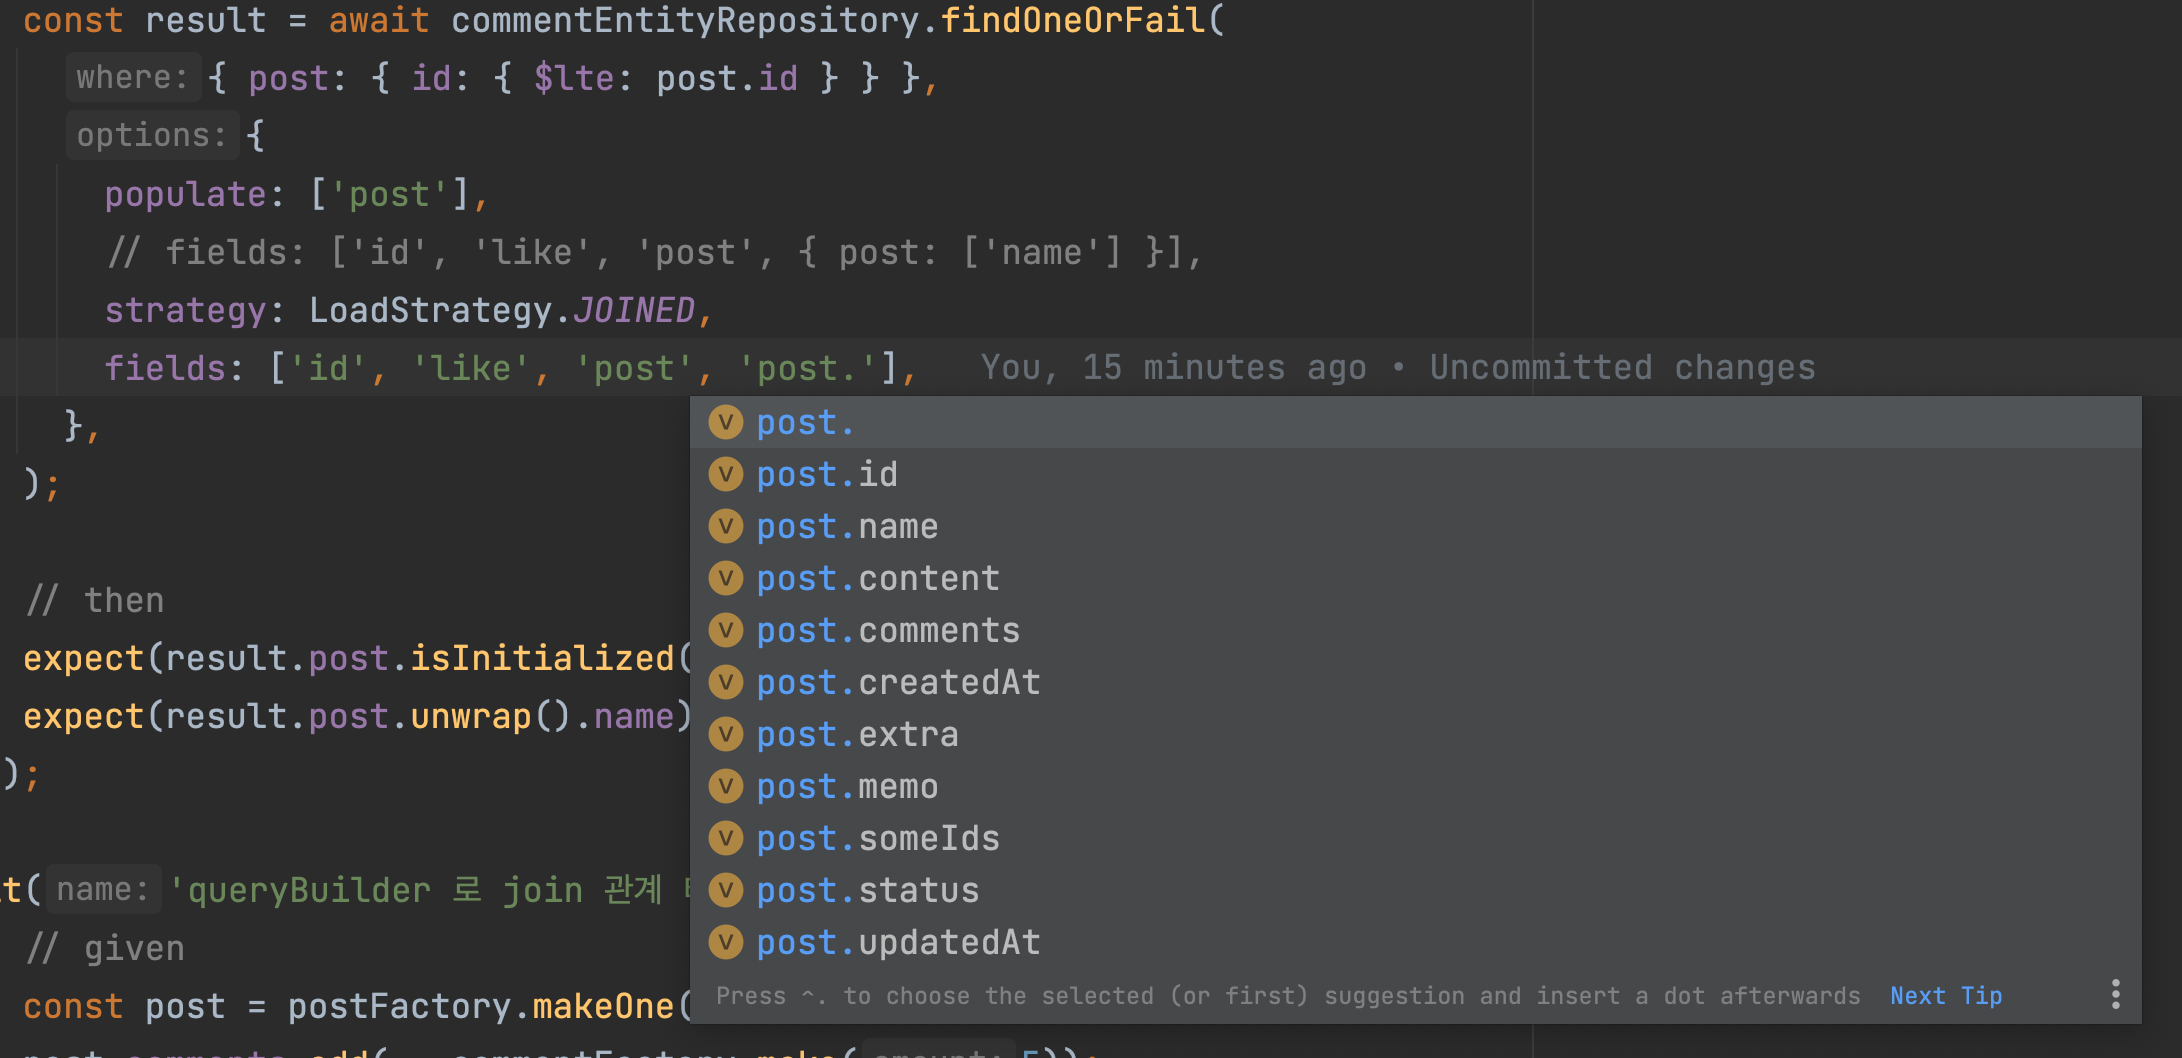 const result = await commentEntityRepository.findOneOrFail(
where: { post: { id: { $lte: post.id } } },
options: {
populate: ['post'],
// fields: ['id', 'like', 'post', { post: ['name'] }],
strategy: LoadStrategy.JOINED,
fields: ['id', 'like', 'post', 'post.'], You, 15 minutes ago • Uncommitted changes
},
);
post.
post.id
post.name
post.content
post.comments
post.createdAt
post.extra
post.memo
post.someIds
post.status
post.updatedAt
Press ^. to choose the selected (or first) suggestion and insert a dot afterwards Next Tip
// then
expect(result.post.isInitialized(
expect(result.post.unwrap().name)
);
t( name: 'queryBuilder 로 join 관계
// given
const post = postFactory.makeOne(